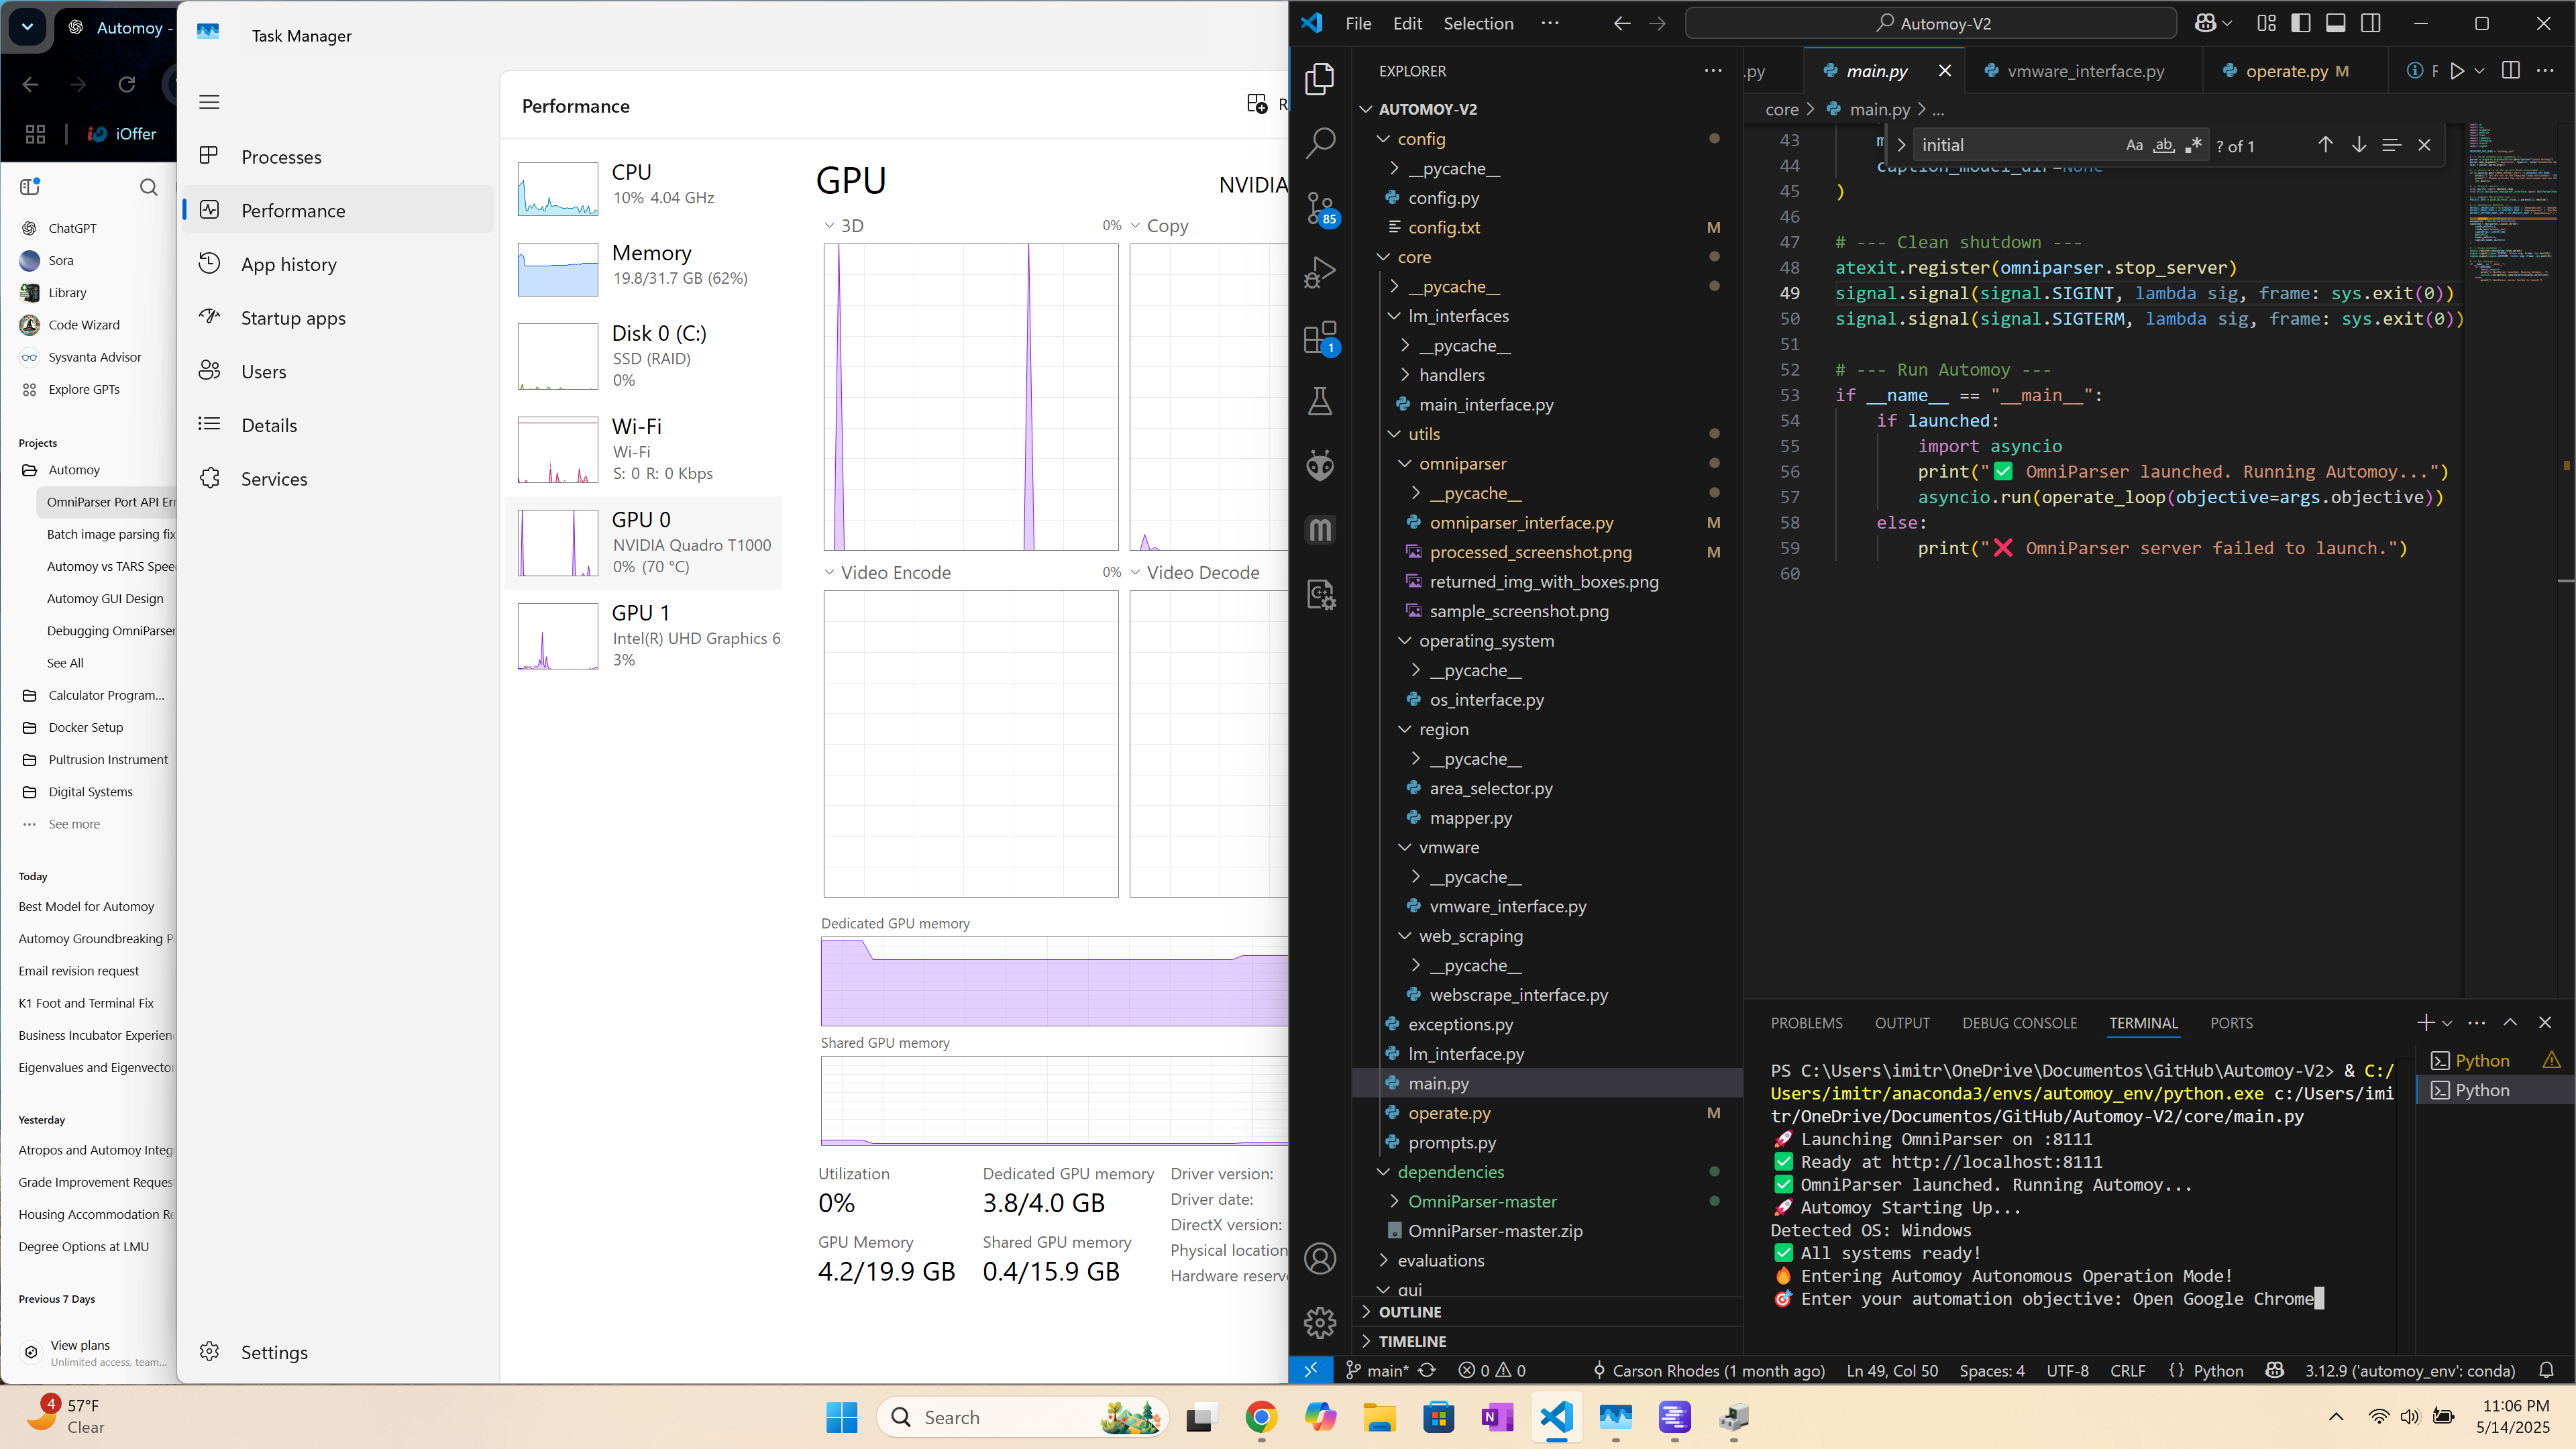 Automoy -
iOffer
ChatGPT
Sora
Library
Code Wizard
Sysvanta Advisor
Explore GPTs
Projects
Automoy
OmniParser Port API Err
Batch image parsing fix
Automoy vs TARS Spee
Automoy GUI Design
Debugging OmniParser
See All
Calculator Program...
Docker Setup
Pultrusion Instrument
Digital Systems
See more
Today
Best Model for Automoy
Automoy Groundbreaking P
Email revision request
K1 Foot and Terminal Fix
Business Incubator Experien
Eigenvalues and Eigenvector
Yesterday
Atropos and Automoy Integ
Grade Improvement Reques
Housing Accommodation Re
Degree Options at LMU
Previous 7 Days
View plans
Unlimited access, team...
Task Manager
Processes
Performance
App history
Startup apps
Users
Details
Services
Settings
Performance
R
CPU
10% 4.04 GHz
Memory
19.8/31.7 GB (62%)
Disk 0 (C:)
SSD (RAID)
0%
Wi-Fi
Wi-Fi
S: 0 R: 0 Kbps
GPU 0
NVIDIA Quadro T1000
0% (70 °C)
GPU 1
Intel(R) UHD Graphics 6
3%
GPU NVIDIA
3D 0% Copy
Video Encode 0% Video Decode
Dedicated GPU memory
Shared GPU memory
Utilization
0%
Dedicated GPU memory
3.8/4.0 GB
GPU Memory
4.2/19.9 GB
Shared GPU memory
0.4/15.9 GB
Driver version:
Driver date:
DirectX version:
Physical location
Hardware reserve
File Edit Selection ...
Automoy-V2
EXPLORER
85
1
AUTOMOY-V2
config
__pycache__
config.py
config.txt M
core
__pycache__
lm_interfaces
__pycache__
handlers
main_interface.py
utils
omniparser
__pycache__
omniparser_interface.py M
processed_screenshot.png M
returned_img_with_boxes.png
sample_screenshot.png
operating_system
__pycache__
os_interface.py
region
__pycache__
area_selector.py
mapper.py
vmware
__pycache__
vmware_interface.py
web_scraping
__pycache__
webscrape_interface.py
exceptions.py
lm_interface.py
main.py
operate.py M
prompts.py
dependencies
OmniParser-master
OmniParser-master.zip
evaluations
gui
OUTLINE
TIMELINE
.py main.py vmware_interface.py operate.py M
core > main.py > ...
initial Aa ab .* ? of 1
43 m
44 caption_model_dir=None
45 )
46
47 # --- Clean shutdown ---
48 atexit.register(omniparser.stop_server)
49 signal.signal(signal.SIGINT, lambda sig, frame: sys.exit(0))
50 signal.signal(signal.SIGTERM, lambda sig, frame: sys.exit(0))
51
52 # --- Run Automoy ---
53 if __name__ == "__main__":
54 if launched:
55 import asyncio
56 print("✅ OmniParser launched. Running Automoy...")
57 asyncio.run(operate_loop(objective=args.objective))
58 else:
59 print("❌ OmniParser server failed to launch.")
60
PROBLEMS OUTPUT DEBUG CONSOLE TERMINAL PORTS
PS C:\Users\imitr\OneDrive\Documentos\GitHub\Automoy-V2> & C:/
Users/imitr/anaconda3/envs/automoy_env/python.exe c:/Users/imi
tr/OneDrive/Documentos/GitHub/Automoy-V2/core/main.py
🚀 Launching OmniParser on :8111
✅ Ready at http://localhost:8111
✅ OmniParser launched. Running Automoy...
🚀 Automoy Starting Up...
Detected OS: Windows
✅ All systems ready!
🔥 Entering Automoy Autonomous Operation Mode!
🎯 Enter your automation objective: Open Google Chrome
Python
Python
main* 0 0 Carson Rhodes (1 month ago) Ln 49, Col 50 Spaces: 4 UTF-8 CRLF {} Python 3.12.9 ('automoy_env': conda)
4
57°F
Clear
Search
11:06 PM
5/14/2025